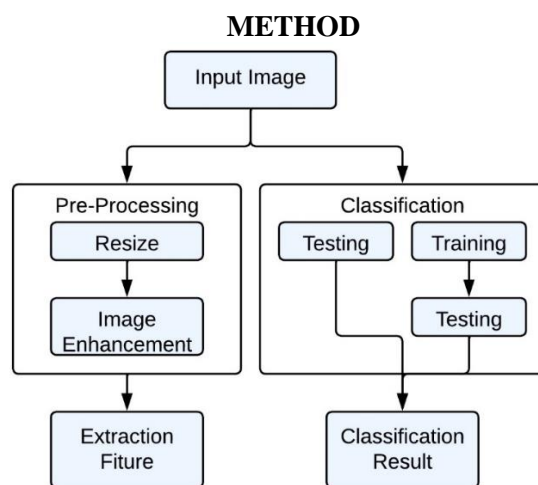 METHOD
Input Image
Pre-Processing
Resize
Image
Enhancement
Extraction
Fiture
Classification
Testing
Training
Testing
Classification
Result